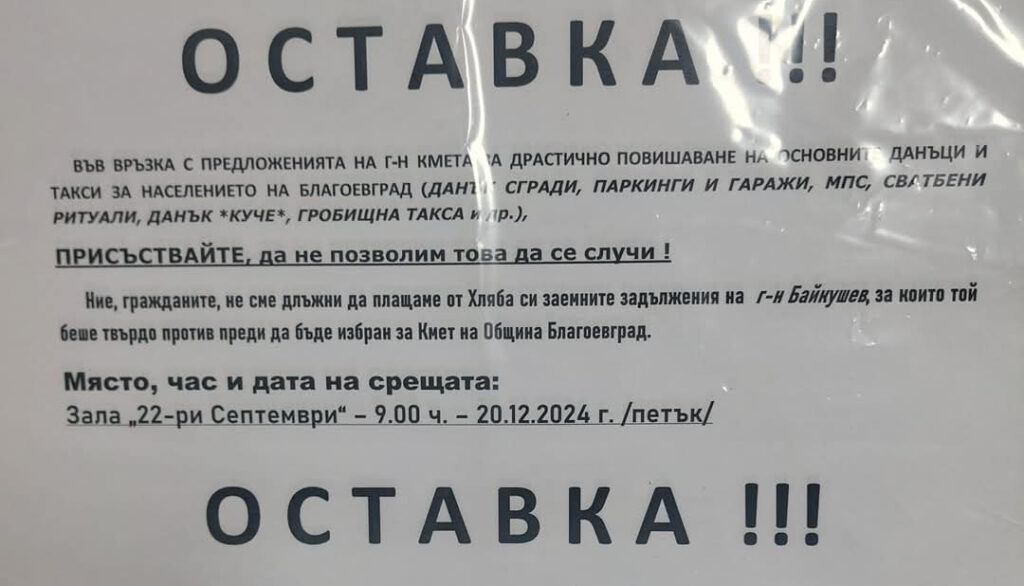 ОСТАВКА !!!
ВЪВ ВРЪЗКА С ПРЕДЛОЖЕНИЯТА НА Г-Н КМЕТА ЗА ДРАСТИЧНО ПОВИШАВАНЕ НА ОСНОВНИТЕ ДАНЪЦИ И
ТАКСИ ЗА НАСЕЛЕНИЕТО НА БЛАГОЕВГРАД (ДАНЪК СГРАДИ, ПАРКИНГИ И ГАРАЖИ, МПС, СВАТБЕНИ
РИТУАЛИ, ДАНЪК *КУЧЕ*, ГРОБИЩНА ТАКСА и др.),
ПРИСЪСТВАЙТЕ, да не позволим това да се случи !
Ние, гражданите, не сме длъжни да плащаме от Хляба си заемните задължения на г-н Байкушев, за които той
беше твърдо против преди да бъде избран за Кмет на Община Благоевград.
Място, час и дата на срещата:
Зала „22-ри Септември“ – 9.00 ч. – 20.12.2024 г. /петък/
ОСТАВКА !!!